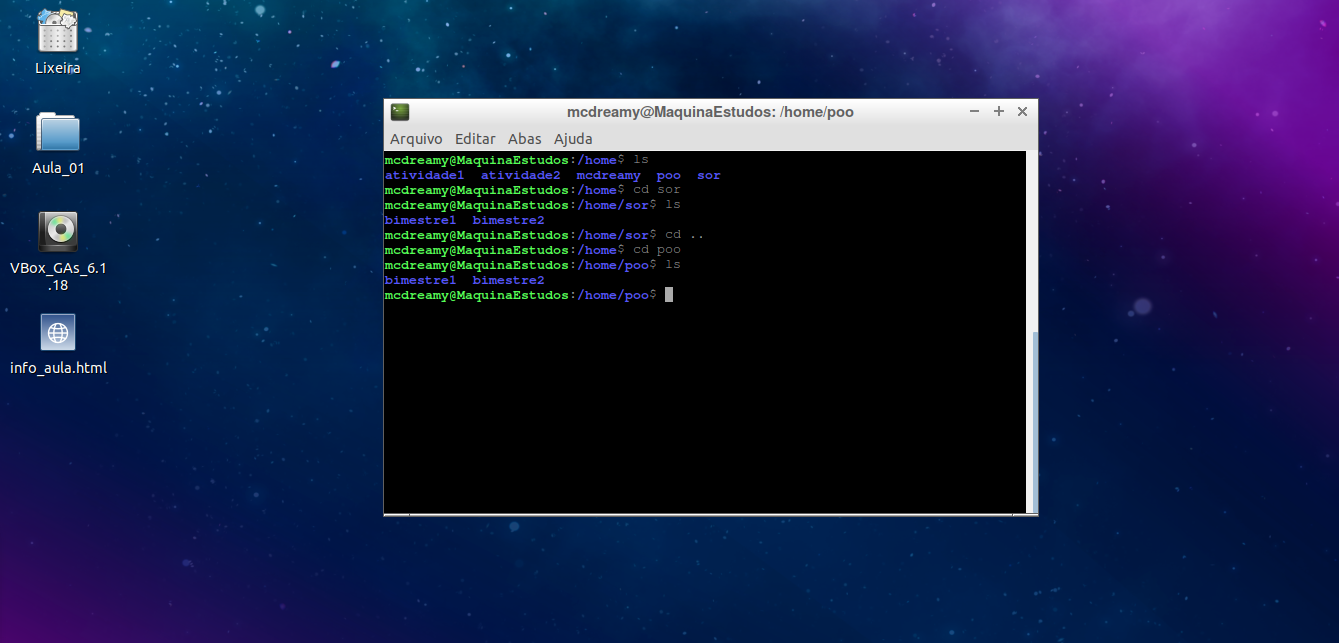 Lixeira
Aula_01
VBox_GAs_6.1
.18
info_aula.html
mcdreamy@MaquinaEstudos: /home/poo
Arquivo Editar Abas Ajuda
mcdreamy@MaquinaEstudos:/home$ ls
atividade1  atividade2  mcdreamy  poo  sor
mcdreamy@MaquinaEstudos:/home$ cd sor
mcdreamy@MaquinaEstudos:/home/sor$ ls
bimestre1  bimestre2
mcdreamy@MaquinaEstudos:/home/sor$ cd ..
mcdreamy@MaquinaEstudos:/home$ cd poo
mcdreamy@MaquinaEstudos:/home/poo$ ls
bimestre1  bimestre2
mcdreamy@MaquinaEstudos:/home/poo$